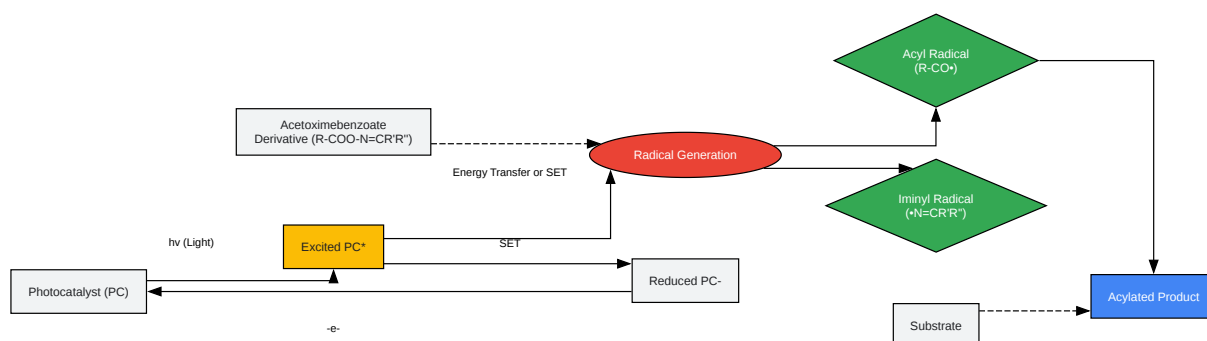 Acyl Radical
(R-CO•)
Acetoximebenzoate
Derivative (R-COO-N=CR'R")
Radical Generation
Energy Transfer or SET
Iminyl Radical
(•N=CR'R")
hv (Light)
Excited PC*
SET
Photocatalyst (PC)
Reduced PC-
Acylated Product
-e-
Substrate